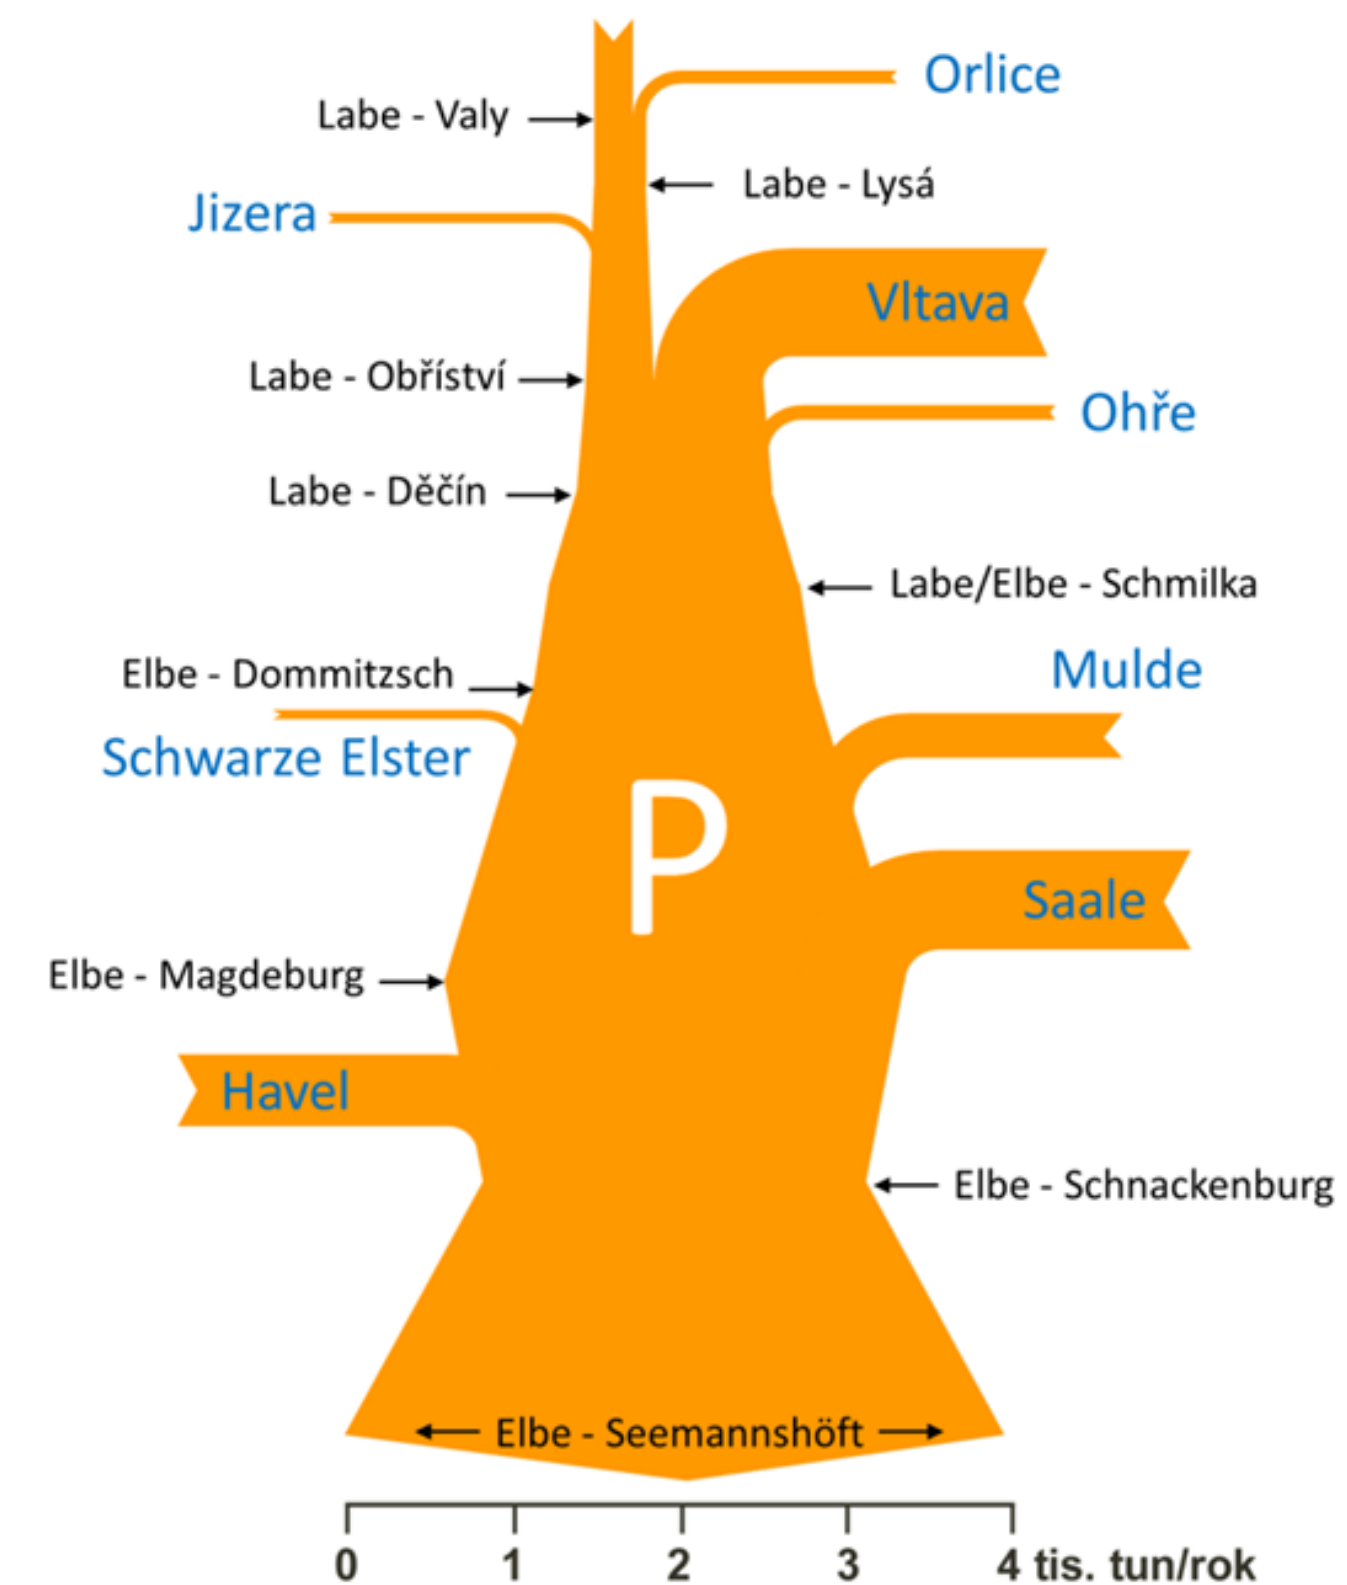 Orlice
Labe - Valy
Labe - Lysá
Jizera
Vltava
Labe - Obříství
Ohře
Labe - Děčín
Labe/Elbe - Schmilka
Elbe - Dommitzsch
Mulde
Schwarze Elster
P
Saale
Elbe - Magdeburg
Havel
Elbe - Schnackenburg
Elbe - Seemannshöft
0 1 2 3 4 tis. tun/rok